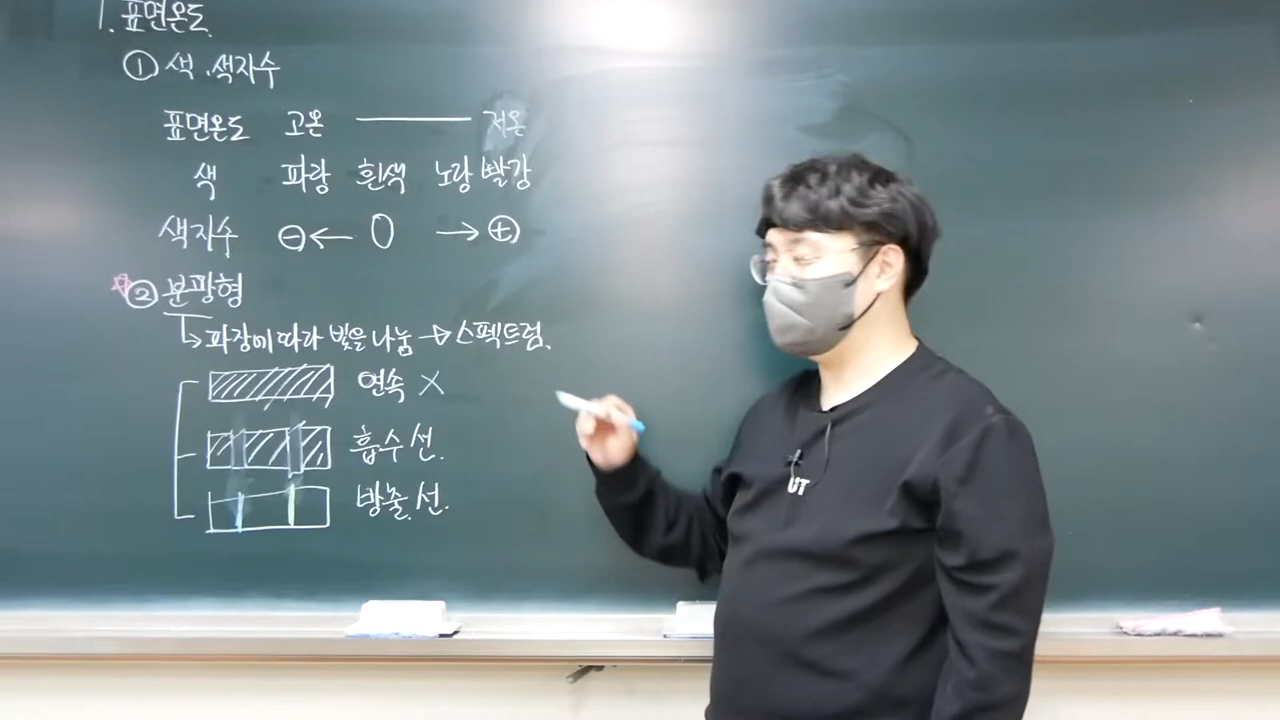 1. 표면온도.
① 색, 색지수
표면온도 고온 ――― 저온
색 파랑 흰색 노랑 빨강
색지수 ⊖← 0 →⊕
☆② 분광형
↳파장에 따라 빛을 나눔 → 스펙트럼.
연속 X
흡수 선.
방출 선.
UT